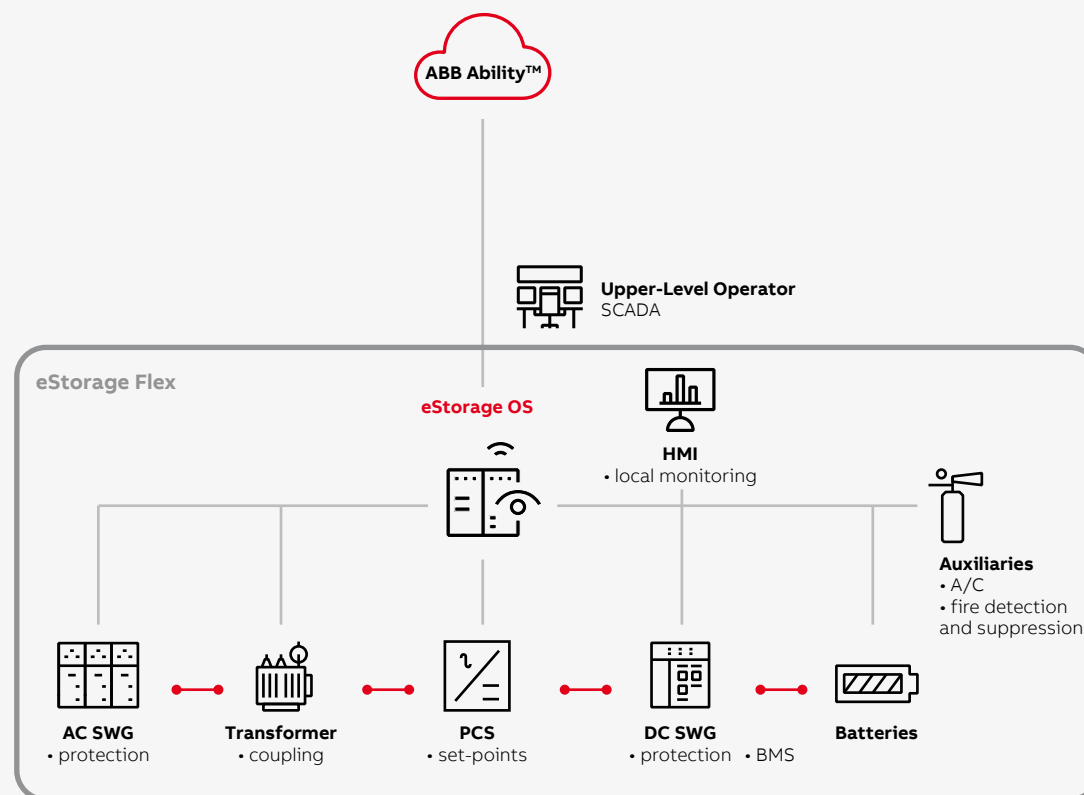 ABB Ability™
Upper-Level Operator
SCADA
eStorage Flex
eStorage OS
HMI
• local monitoring
Auxiliaries
• A/C
• fire detection
and suppression
AC SWG
• protection
Transformer
• coupling
PCS
• set-points
DC SWG
• protection • BMS
Batteries